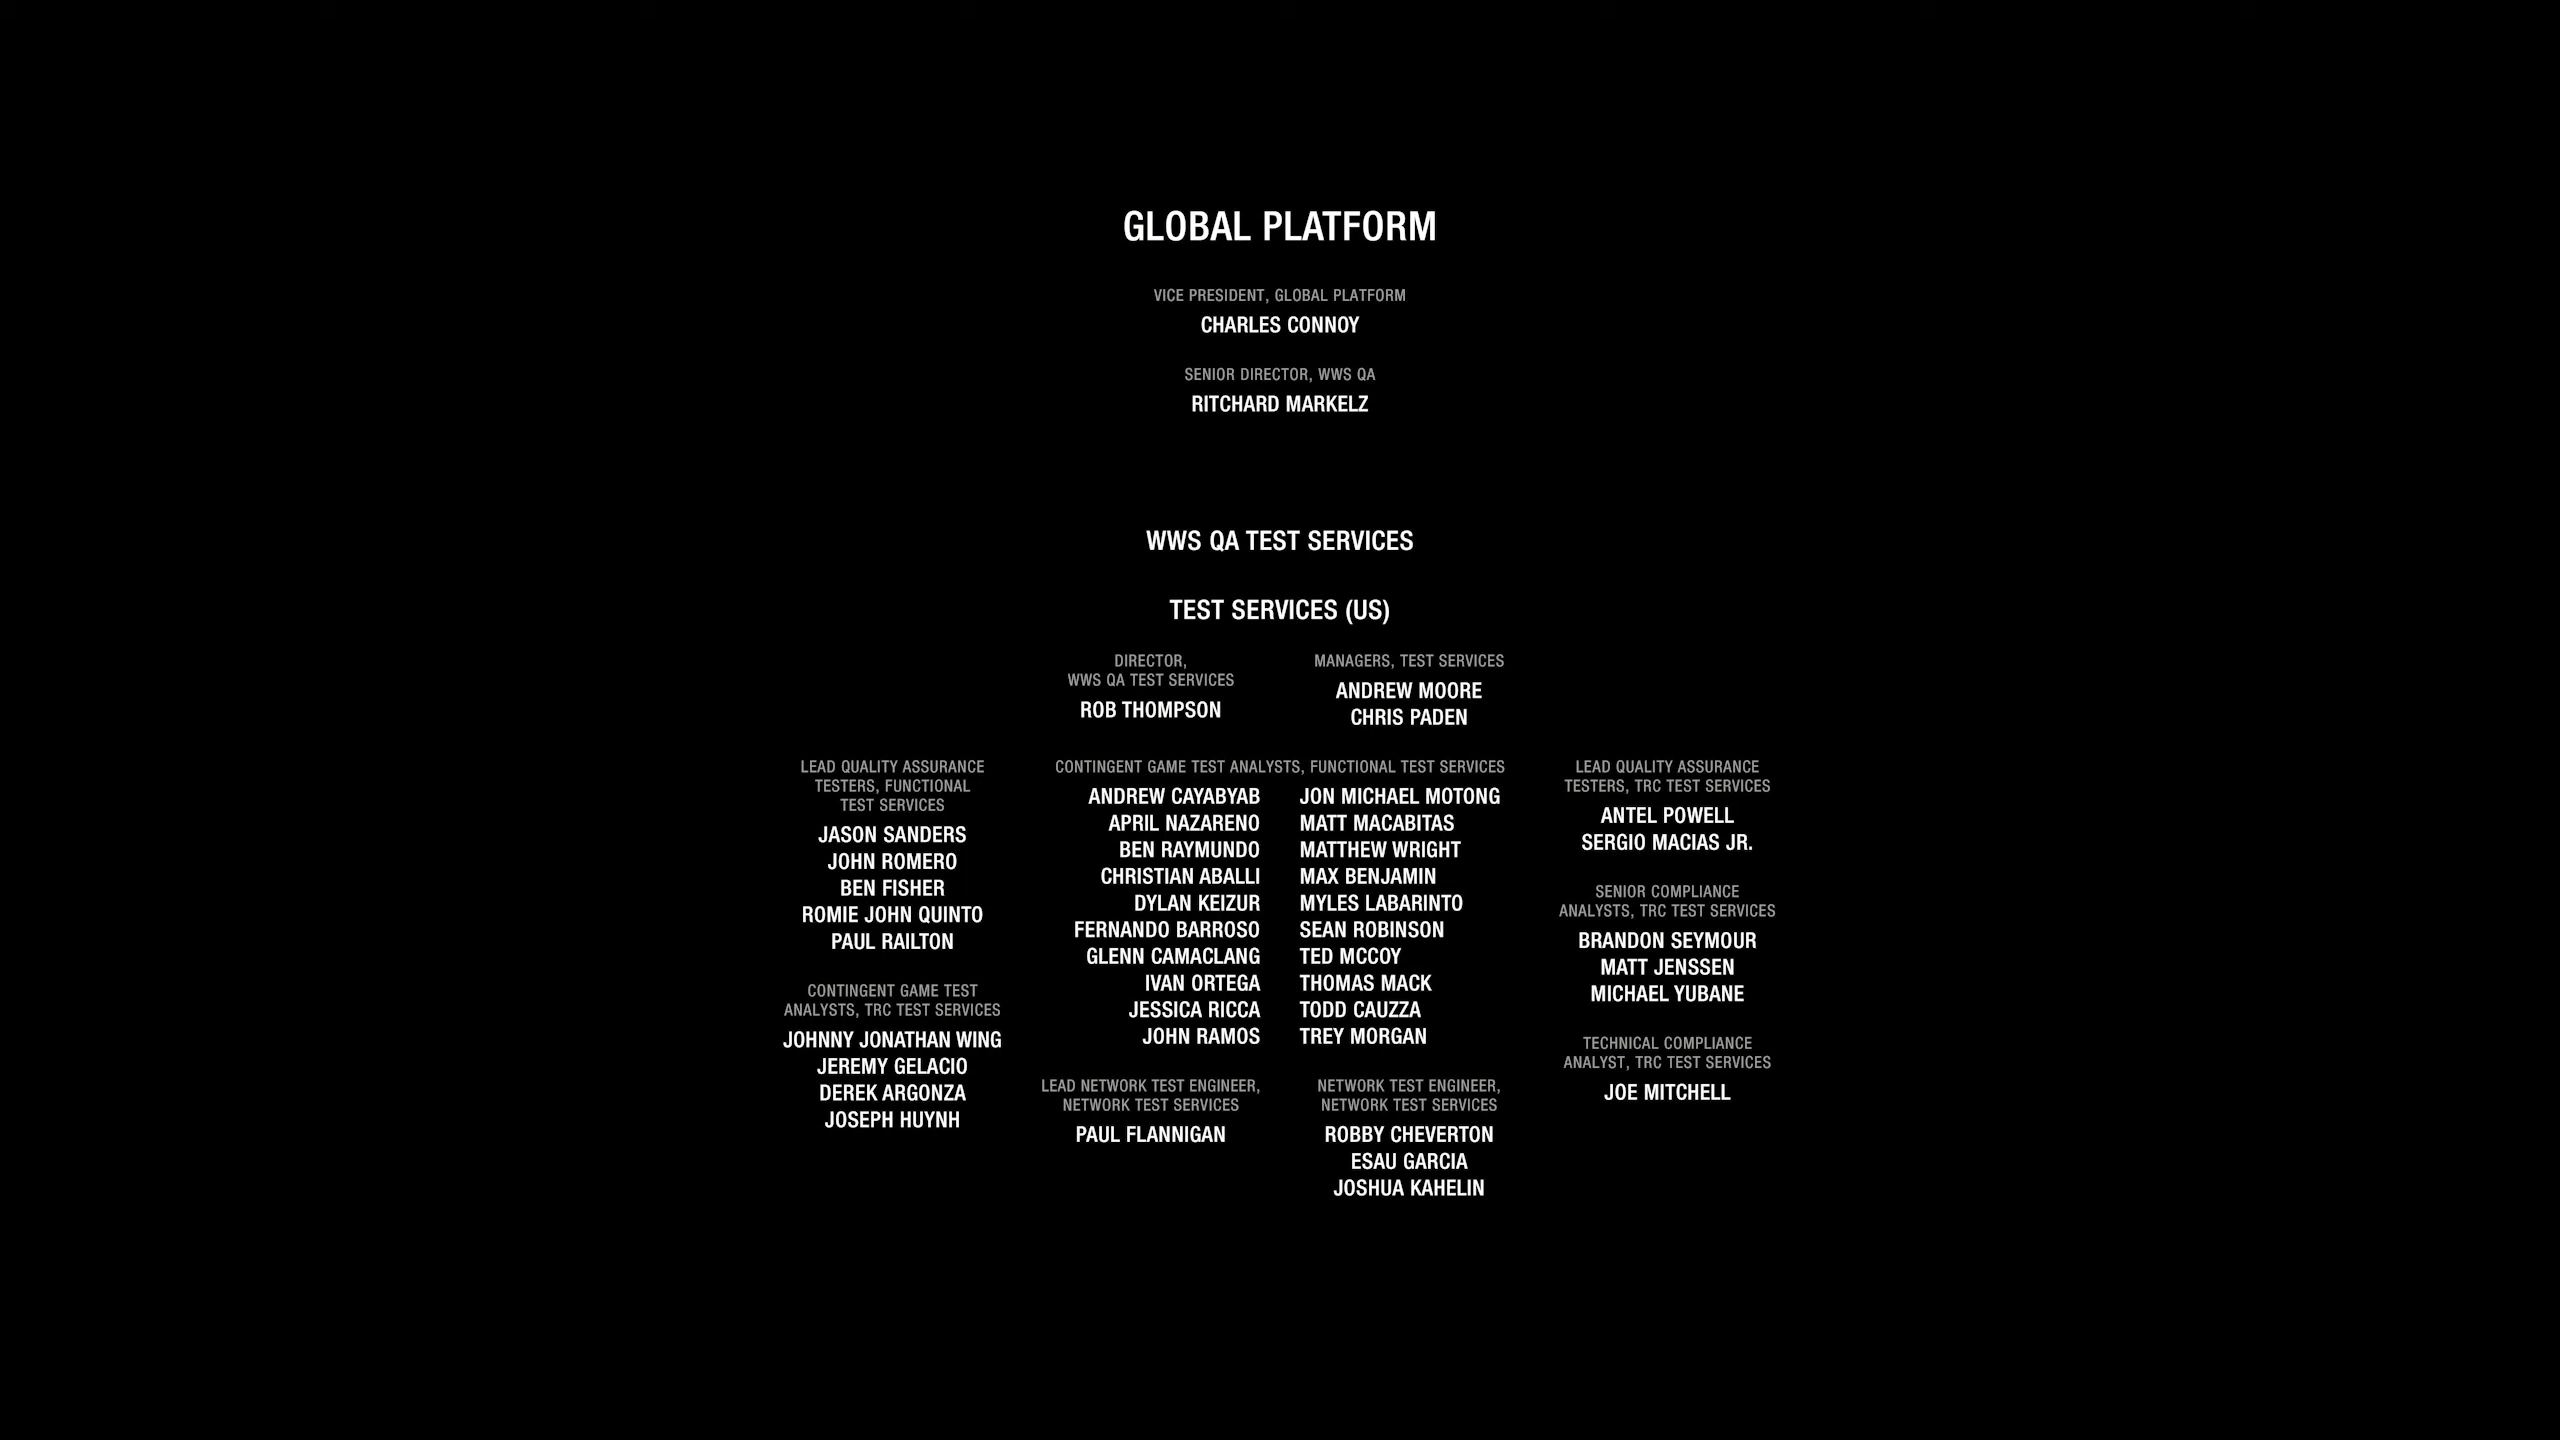 GLOBAL PLATFORM
VICE PRESIDENT, GLOBAL PLATFORM
CHARLES CONNOY
SENIOR DIRECTOR, WWS QA
RITCHARD MARKELZ
WWS QA TEST SERVICES
TEST SERVICES (US)
DIRECTOR,
WWS QA TEST SERVICES
ROB THOMPSON
MANAGERS, TEST SERVICES
ANDREW MOORE
CHRIS PADEN
LEAD QUALITY ASSURANCE
TESTERS, FUNCTIONAL
TEST SERVICES
JASON SANDERS
JOHN ROMERO
BEN FISHER
ROMIE JOHN QUINTO
PAUL RAILTON
CONTINGENT GAME TEST
ANALYSTS, TRC TEST SERVICES
JOHNNY JONATHAN WING
JEREMY GELACIO
DEREK ARGONZA
JOSEPH HUYNH
CONTINGENT GAME TEST ANALYSTS, FUNCTIONAL TEST SERVICES
ANDREW CAYABYAB
APRIL NAZARENO
BEN RAYMUNDO
CHRISTIAN ABALLI
DYLAN KEIZUR
FERNANDO BARROSO
GLENN CAMACLANG
IVAN ORTEGA
JESSICA RICCA
JOHN RAMOS
JON MICHAEL MOTONG
MATT MACABITAS
MATTHEW WRIGHT
MAX BENJAMIN
MYLES LABARINTO
SEAN ROBINSON
TED MCCOY
THOMAS MACK
TODD CAUZZA
TREY MORGAN
LEAD NETWORK TEST ENGINEER,
NETWORK TEST SERVICES
PAUL FLANNIGAN
NETWORK TEST ENGINEER,
NETWORK TEST SERVICES
ROBBY CHEVERTON
ESAU GARCIA
JOSHUA KAHELIN
LEAD QUALITY ASSURANCE
TESTERS, TRC TEST SERVICES
ANTEL POWELL
SERGIO MACIAS JR.
SENIOR COMPLIANCE
ANALYSTS, TRC TEST SERVICES
BRANDON SEYMOUR
MATT JENSSEN
MICHAEL YUBANE
TECHNICAL COMPLIANCE
ANALYST, TRC TEST SERVICES
JOE MITCHELL